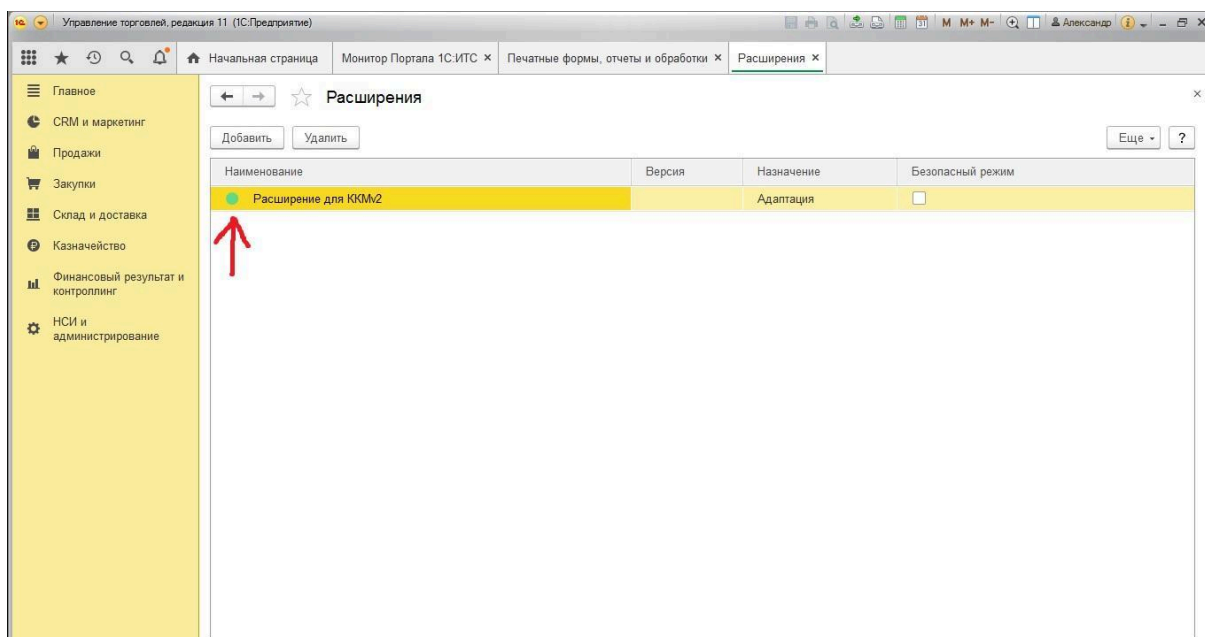 1С Управление торговлей, редакция 11 (1С:Предприятие) 31 M M+ M- Александр
Начальная страница Монитор Портала 1С:ИТС × Печатные формы, отчеты и обработки × Расширения ×
Главное
CRM и маркетинг
Продажи
Закупки
Склад и доставка
Казначейство
Финансовый результат и
контроллинг
НСИ и
администрирование
Расширения
Добавить Удалить Еще ?
Наименование Версия Назначение Безопасный режим
Расширение для ККМv2 Адаптация